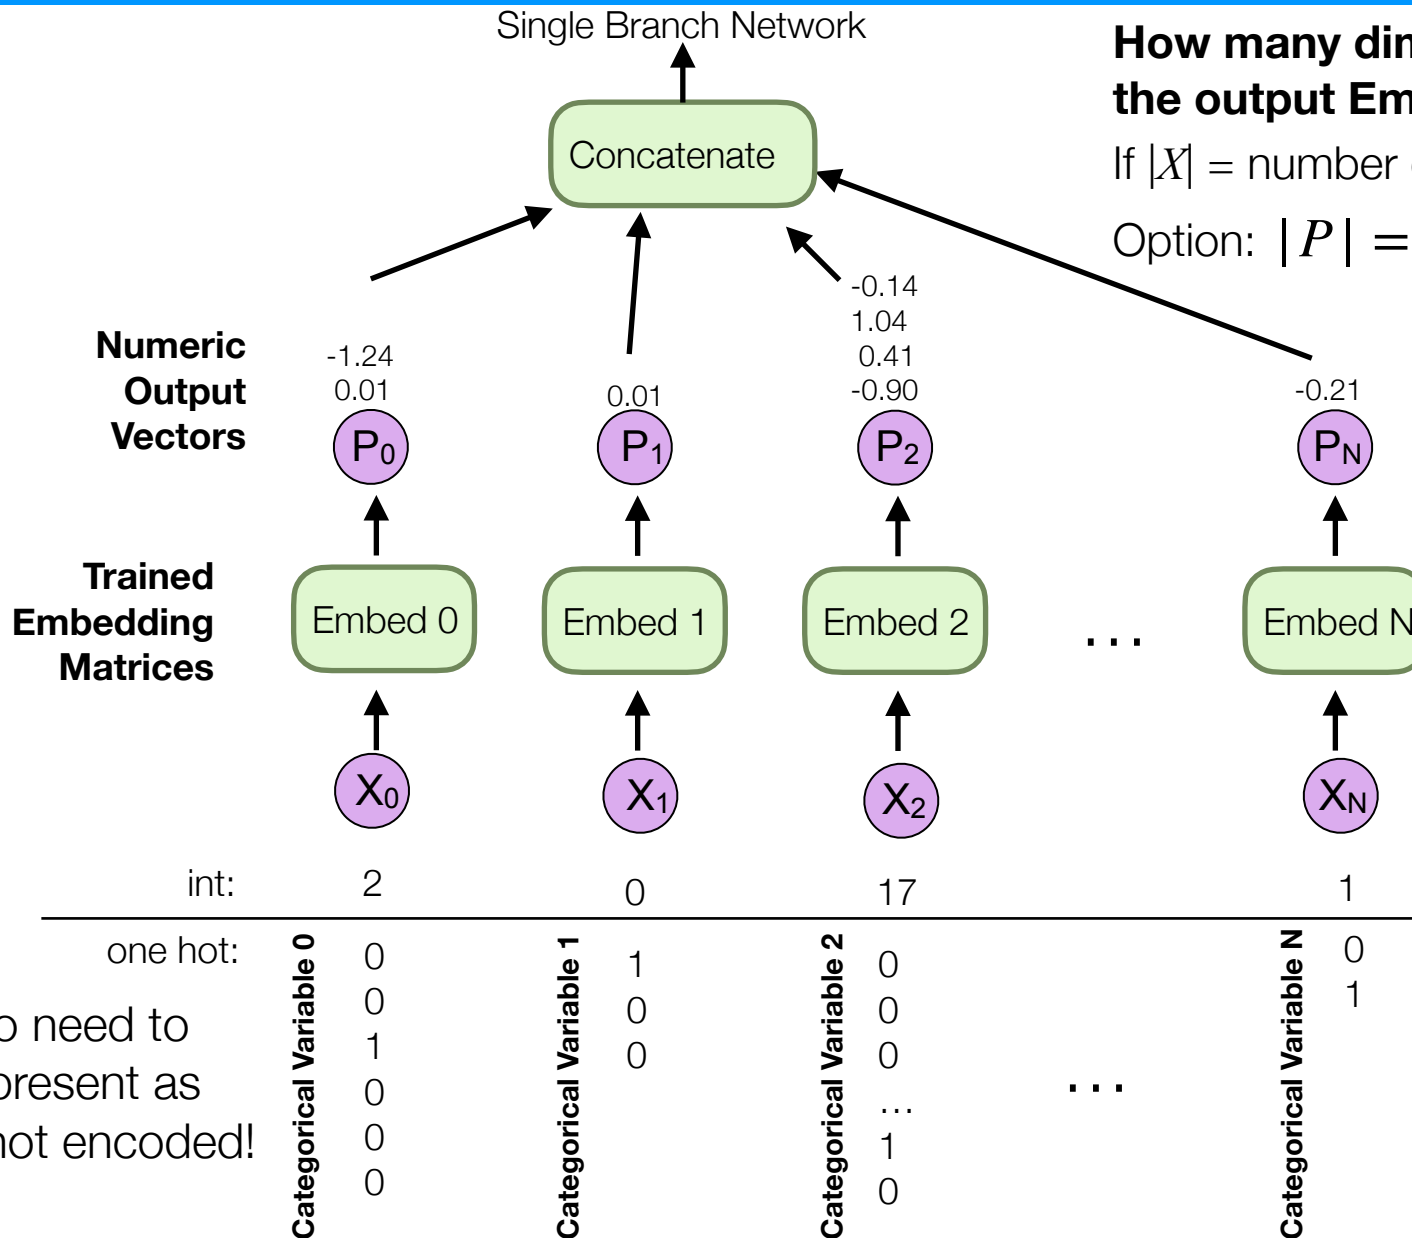 Single Branch Network
How many
the output
If |X| = number
Option: |P| =
Concatenate
Numeric
Output
Vectors
-1.24
0.01
0.01
-0.14
1.04
0.41
-0.90
-0.21
P0
P1
P2
PN
Trained
Embedding
Matrices
Embed 0
Embed 1
Embed 2
...
Embed N
X0
X1
X2
XN
int:
2
0
17
1
one hot:
Categorical Variable 0
0
0
1
0
0
0
Categorical Variable 1
1
0
0
Categorical Variable 2
0
0
0
...
1
0
...
Categorical Variable N
0
1
need to
as
encoded!